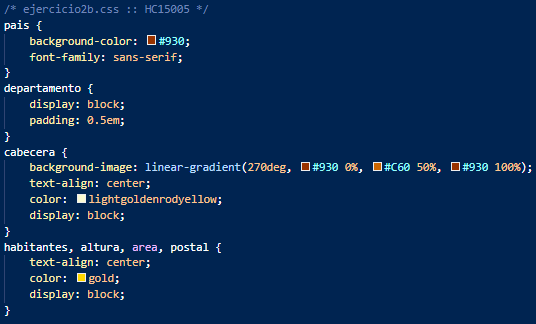 /* ejercicio2b.css :: HC15005 */
pais {
    background-color: #930;
    font-family: sans-serif;
}
departamento {
    display: block;
    padding: 0.5em;
}
cabecera {
    background-image: linear-gradient(270deg, #930 0%, #C60 50%, #930 100%);
    text-align: center;
    color: lightgoldenrodyellow;
    display: block;
}
habitantes, altura, area, postal {
    text-align: center;
    color: gold;
    display: block;
}